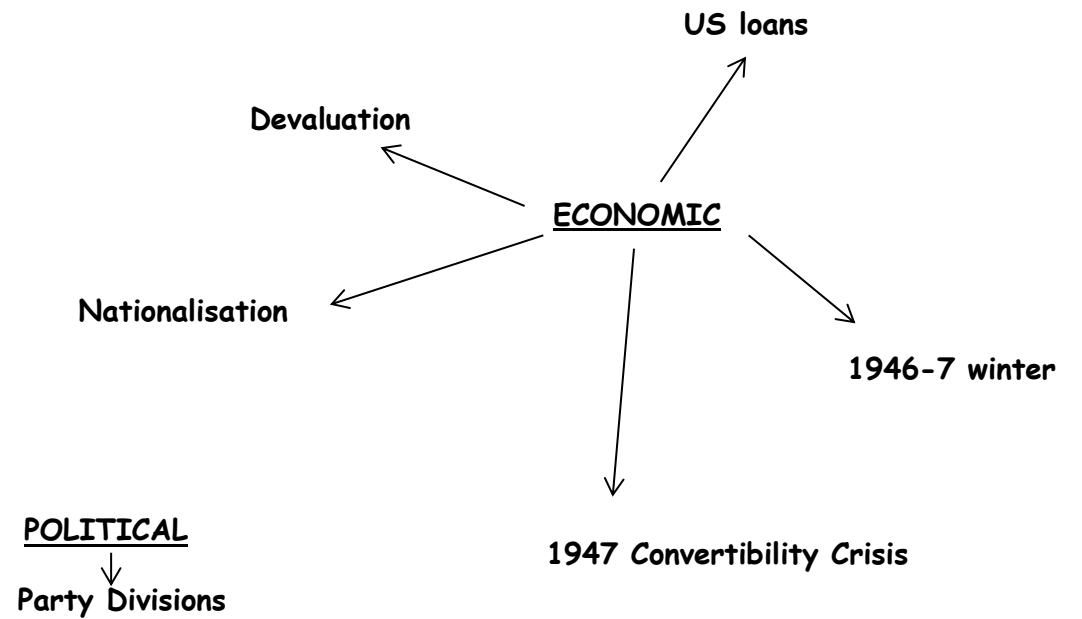 US loans
Devaluation
ECONOMIC
Nationalisation
1946-7 winter
POLITICAL
1947 Convertibility Crisis
Party Divisions